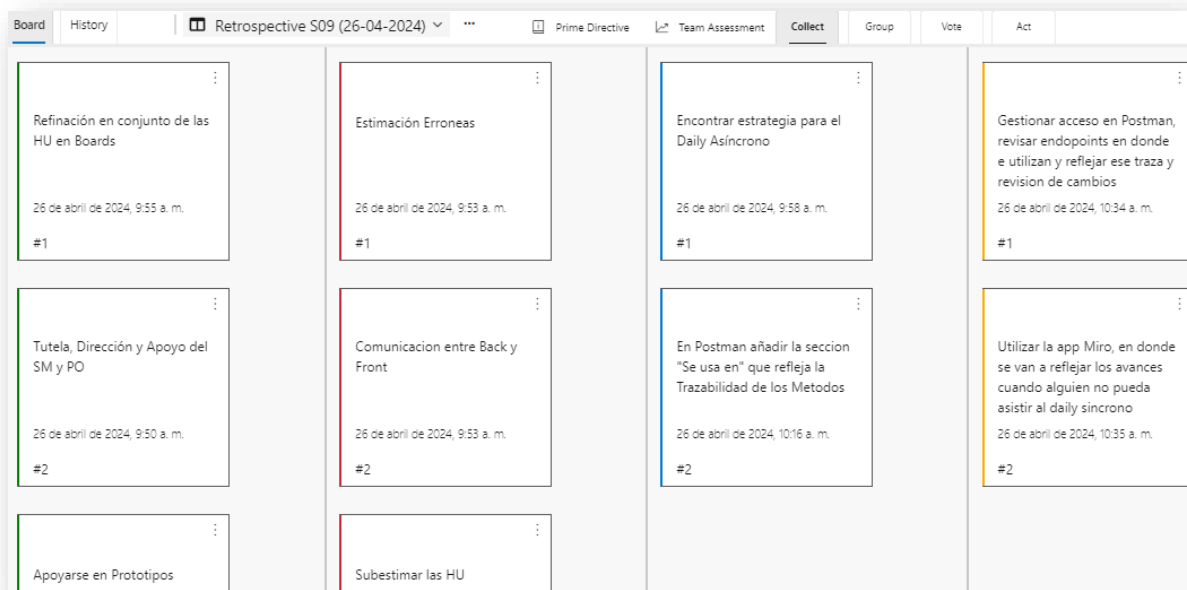 Board
History
Retrospective S09 (26-04-2024)
Prime Directive
Team Assessment
Collect
Group
Vote
Act
Refinación en conjunto de las
HU en Boards
26 de abril de 2024, 9:55 a. m.
#1
Tutela, Dirección y Apoyo del
SM y PO
26 de abril de 2024, 9:50 a. m.
#2
Apoyarse en Prototipos
Estimación Erroneas
26 de abril de 2024, 9:53 a. m.
#1
Comunicacion entre Back y
Front
26 de abril de 2024, 9:53 a. m.
#2
Subestimar las HU
Encontrar estrategia para el
Daily Asíncrono
26 de abril de 2024, 9:58 a. m.
#1
En Postman añadir la seccion
"Se usa en" que refleja la
Trazabilidad de los Metodos
26 de abril de 2024, 10:16 a. m.
#2
Gestionar acceso en Postman,
revisar endopoints en donde
e utilizan y reflejar ese traza y
revision de cambios
26 de abril de 2024, 10:34 a. m.
#1
Utilizar la app Miro, en donde
se van a reflejar los avances
cuando alguien no pueda
asistir al daily sincrono
26 de abril de 2024, 10:35 a. m.
#2